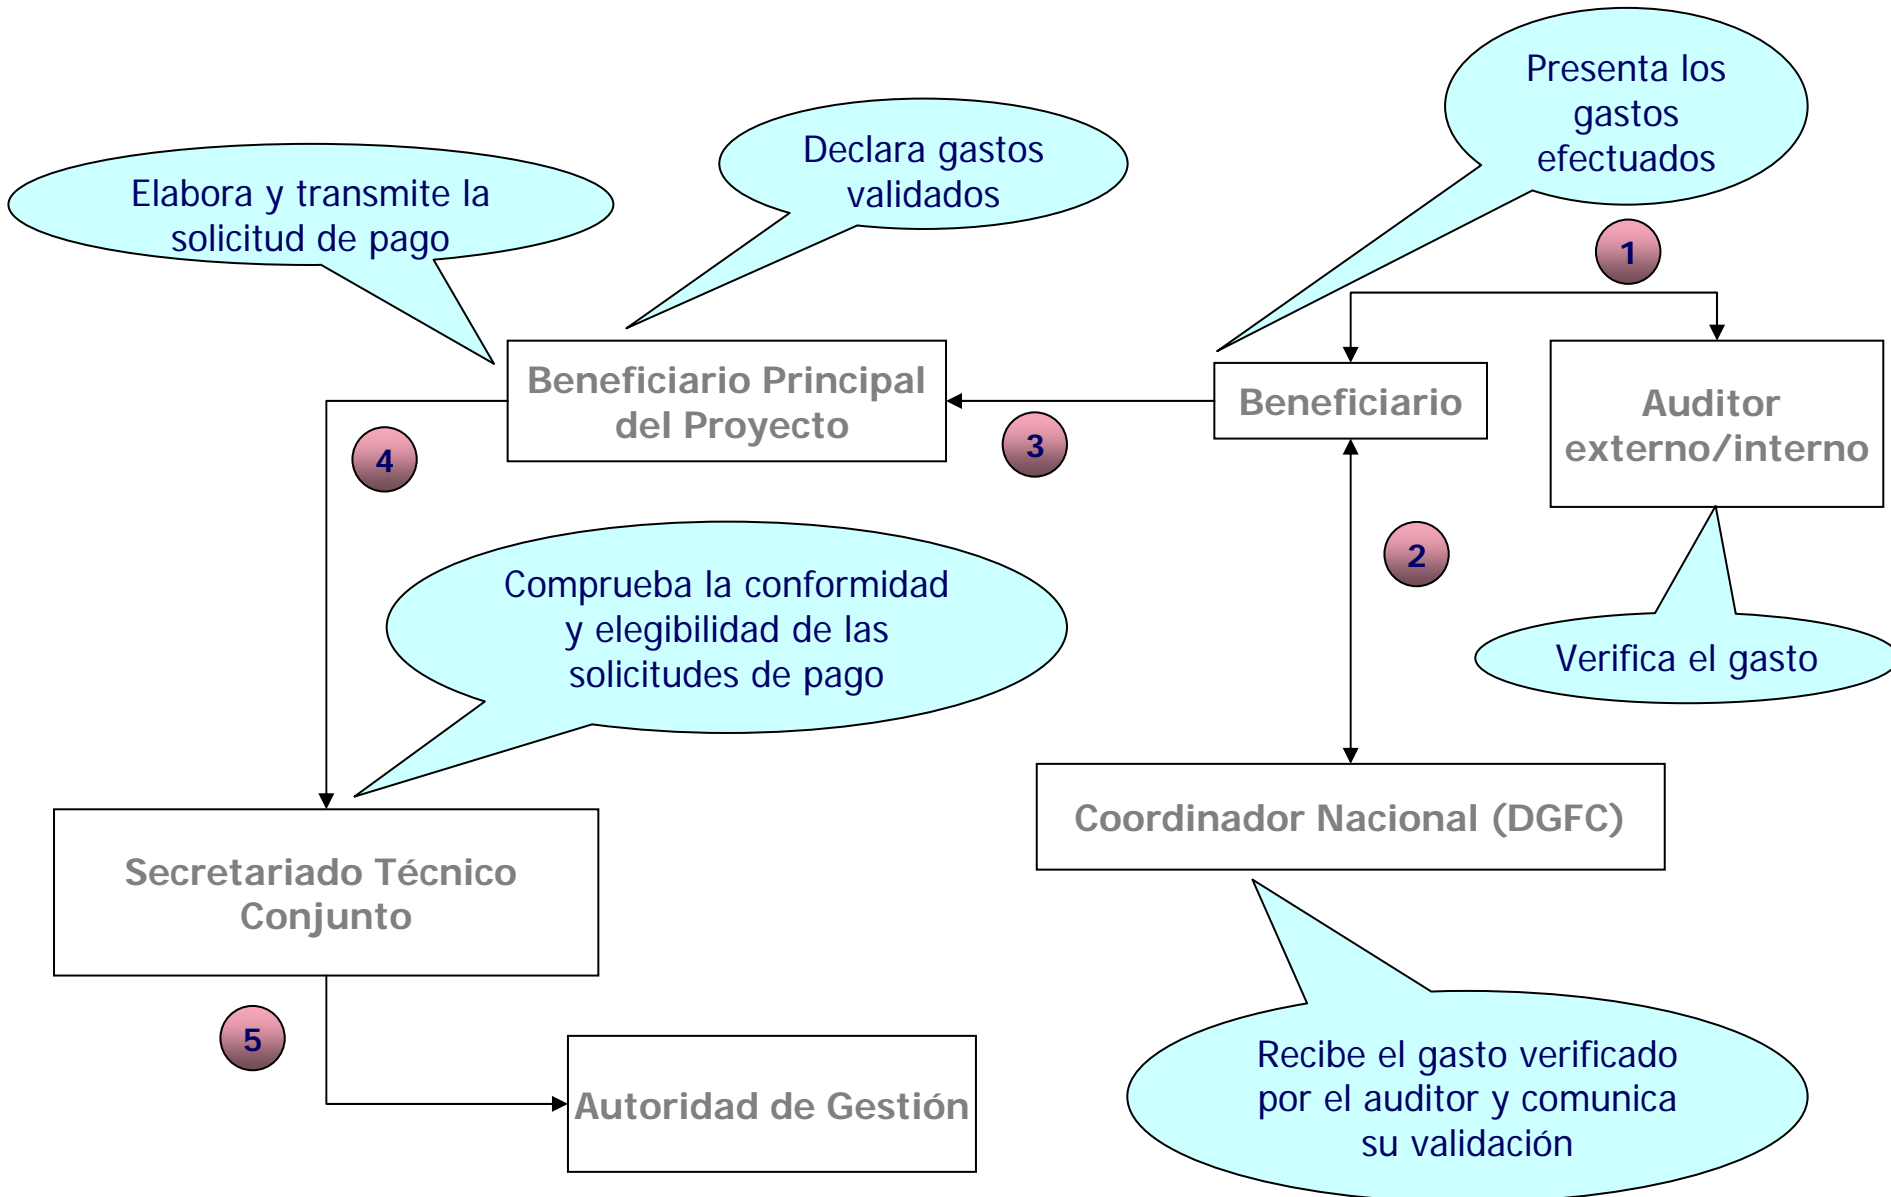 Presenta los
gastos
efectuados
Declara gastos
validados
Elabora y transmite la
solicitud de pago
1
Beneficiario Principal
del Proyecto
Beneficiario
Auditor
externo/interno
4
3
2
Comprueba la conformidad
y elegibilidad de las
solicitudes de pago
Verifica el gasto
Coordinador Nacional (DGFC)
Secretariado Técnico
Conjunto
5
Autoridad de Gestión
Recibe el gasto verificado
por el auditor y comunica
su validación